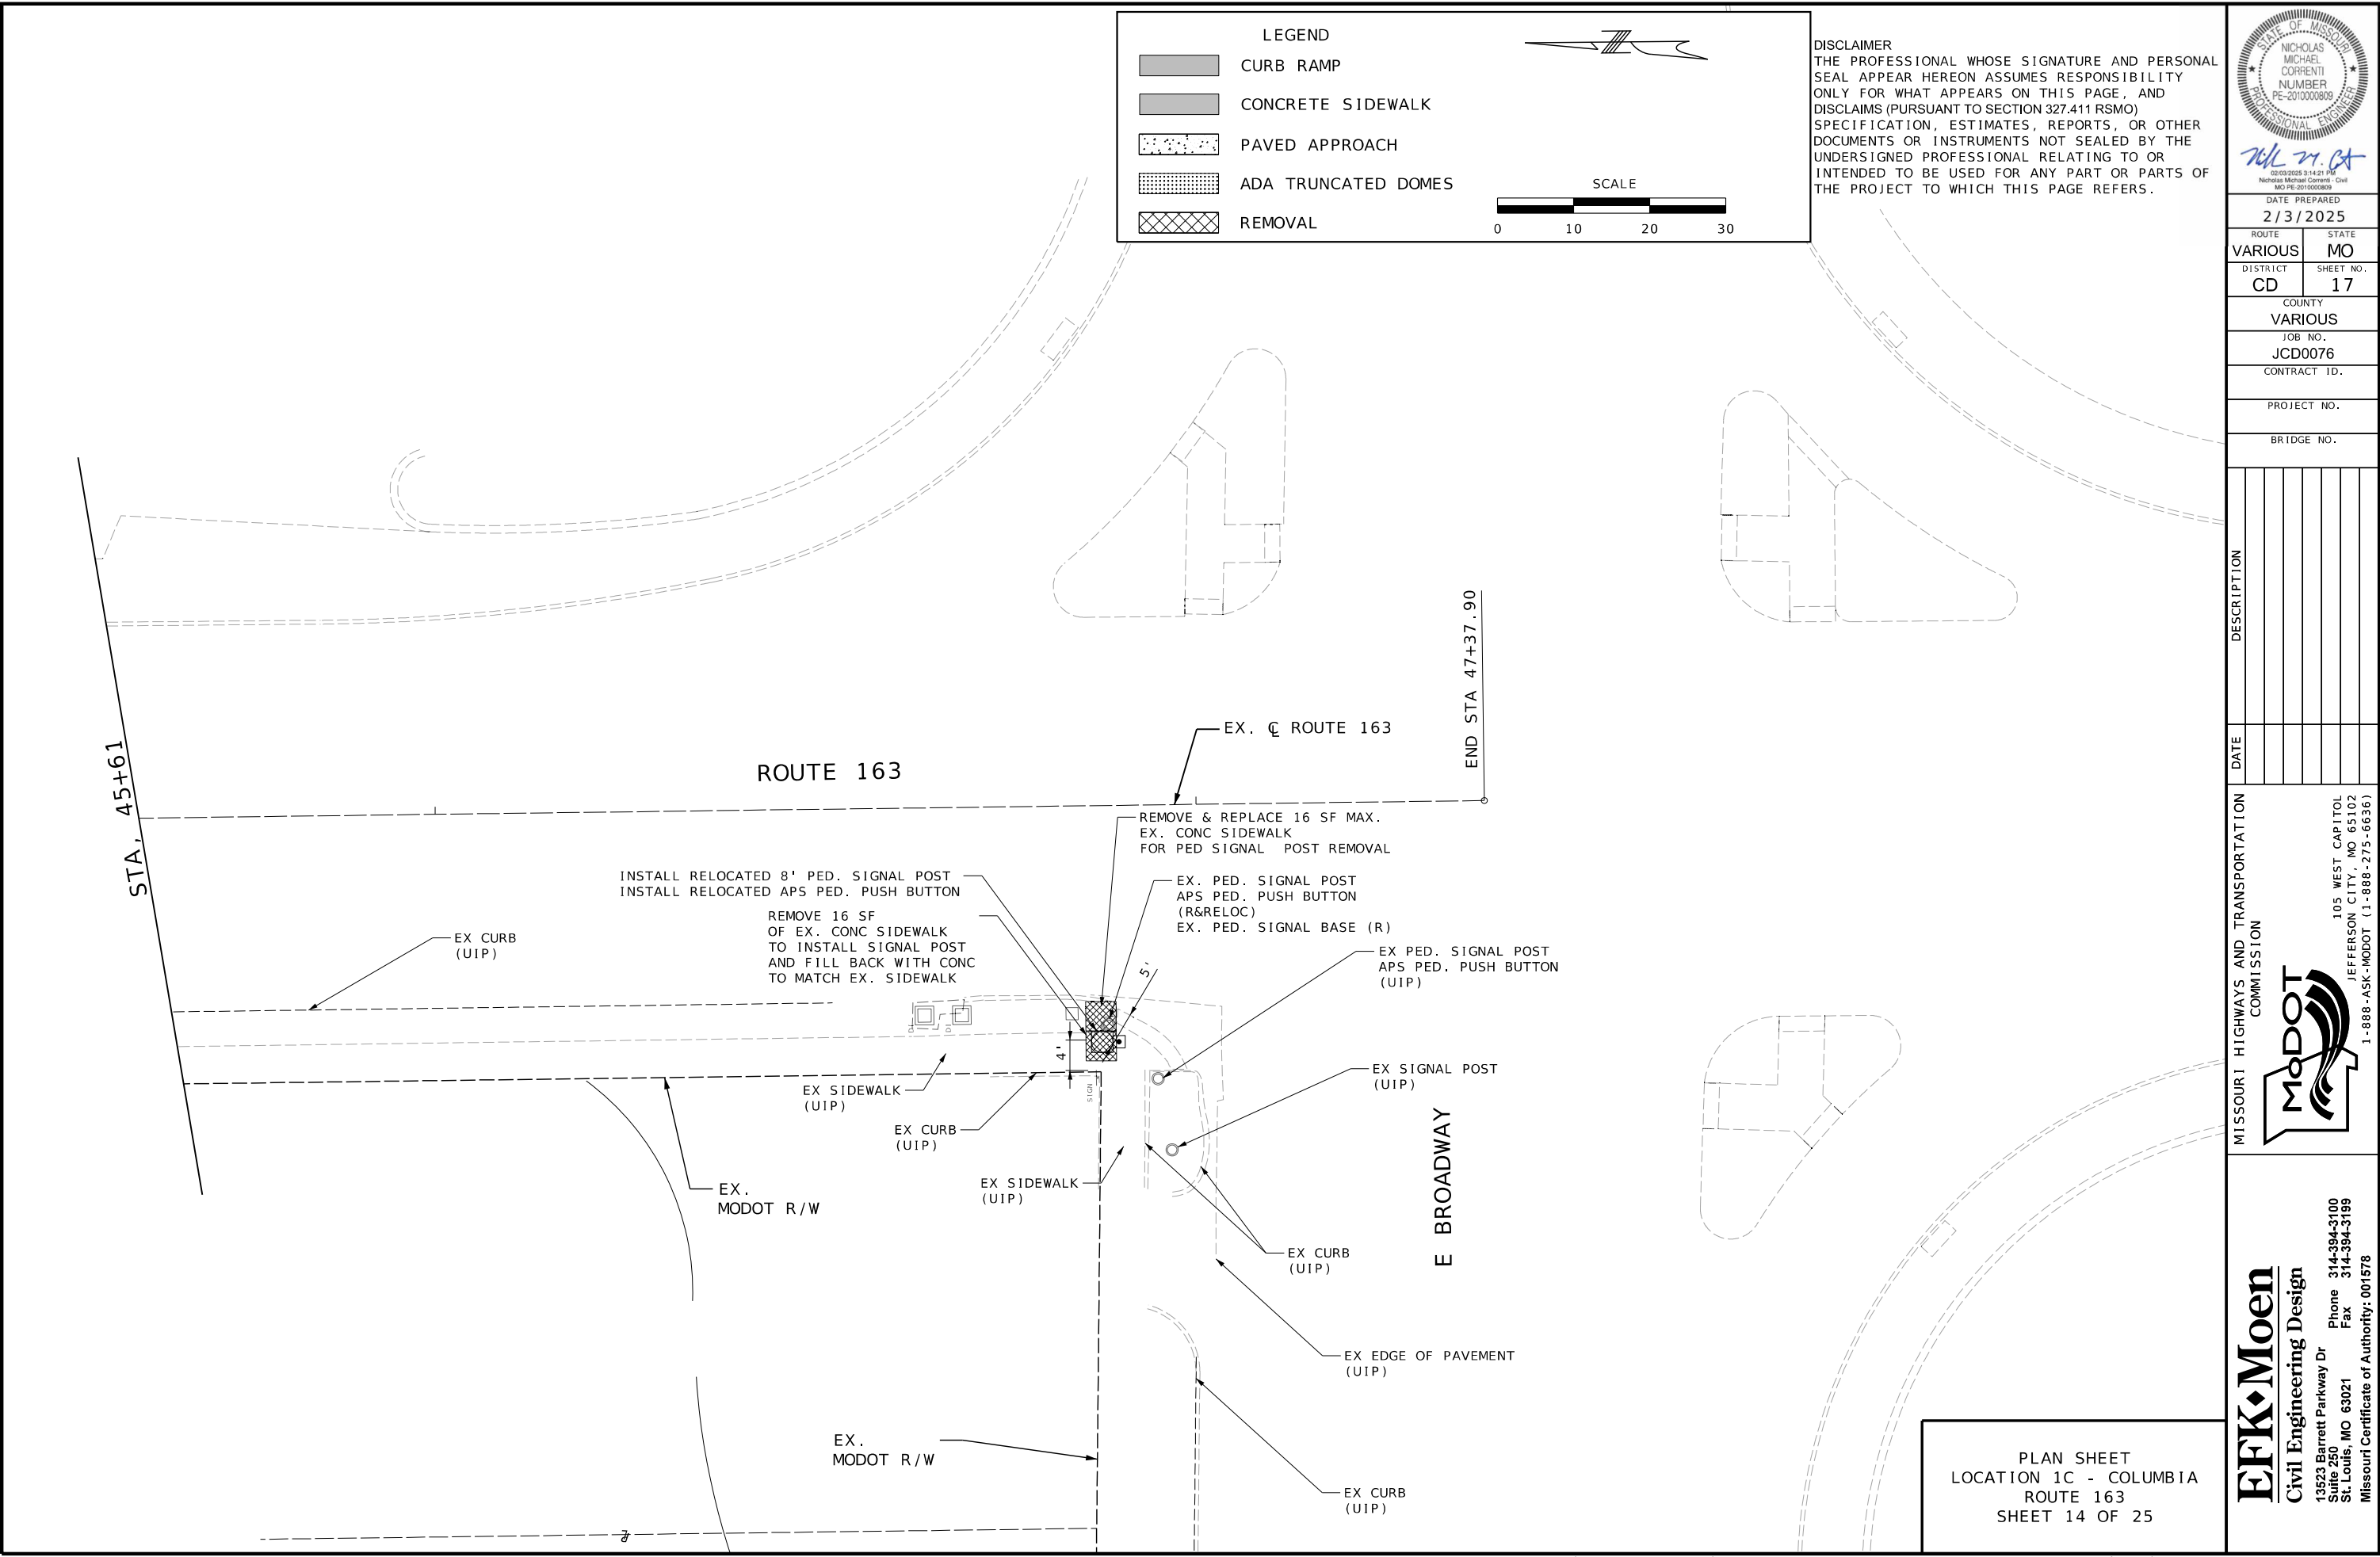 LEGEND
CURB RAMP
CONCRETE SIDEWALK
PAVED APPROACH
ADA TRUNCATED DOMES
REMOVAL
SCALE
0 10 20 30
DISCLAIMER
THE PROFESSIONAL WHOSE SIGNATURE AND PERSONAL
SEAL APPEAR HEREON ASSUMES RESPONSIBILITY
ONLY FOR WHAT APPEARS ON THIS PAGE, AND
DISCLAIMS (PURSUANT TO SECTION 327.411 RSMO)
SPECIFICATION, ESTIMATES, REPORTS, OR OTHER
DOCUMENTS OR INSTRUMENTS NOT SEALED BY THE
UNDERSIGNED PROFESSIONAL RELATING TO OR
INTENDED TO BE USED FOR ANY PART OR PARTS OF
THE PROJECT TO WHICH THIS PAGE REFERS.
STATE OF MISSOURI
NICHOLAS
MICHAEL
CORRENTI
NUMBER
PE-2010000809
PROFESSIONAL ENGINEER
02/03/2025 3:14:21 PM
Nicholas Michael Correnti - Civil
MO PE-2010000809
DATE PREPARED
2/3/2025
ROUTE STATE
VARIOUS MO
DISTRICT SHEET NO.
CD 17
COUNTY
VARIOUS
JOB NO.
JCD0076
CONTRACT ID.
PROJECT NO.
BRIDGE NO.
DESCRIPTION
DATE
MISSOURI HIGHWAYS AND TRANSPORTATION
COMMISSION
MODOT
105 WEST CAPITOL
JEFFERSON CITY, MO 65102
1-888-ASK-MODOT (1-888-275-6636)
EFK Moen
Civil Engineering Design
13523 Barrett Parkway Dr
Suite 250
St. Louis, MO 63021
Phone 314-394-3100
Fax 314-394-3199
Missouri Certificate of Authority: 001578
STA. 45+61
ROUTE 163
EX. ℄ ROUTE 163
END STA 47+37.90
REMOVE & REPLACE 16 SF MAX.
EX. CONC SIDEWALK
FOR PED SIGNAL POST REMOVAL
INSTALL RELOCATED 8' PED. SIGNAL POST
INSTALL RELOCATED APS PED. PUSH BUTTON
REMOVE 16 SF
OF EX. CONC SIDEWALK
TO INSTALL SIGNAL POST
AND FILL BACK WITH CONC
TO MATCH EX. SIDEWALK
EX. PED. SIGNAL POST
APS PED. PUSH BUTTON
(R&RELOC)
EX. PED. SIGNAL BASE (R)
EX CURB
(UIP)
EX PED. SIGNAL POST
APS PED. PUSH BUTTON
(UIP)
5'
4'
SIGN
EX SIDEWALK
(UIP)
EX CURB
(UIP)
EX SIGNAL POST
(UIP)
EX.
MODOT R/W
EX SIDEWALK
(UIP)
E BROADWAY
EX CURB
(UIP)
EX EDGE OF PAVEMENT
(UIP)
EX.
MODOT R/W
EX CURB
(UIP)
PLAN SHEET
LOCATION 1C - COLUMBIA
ROUTE 163
SHEET 14 OF 25